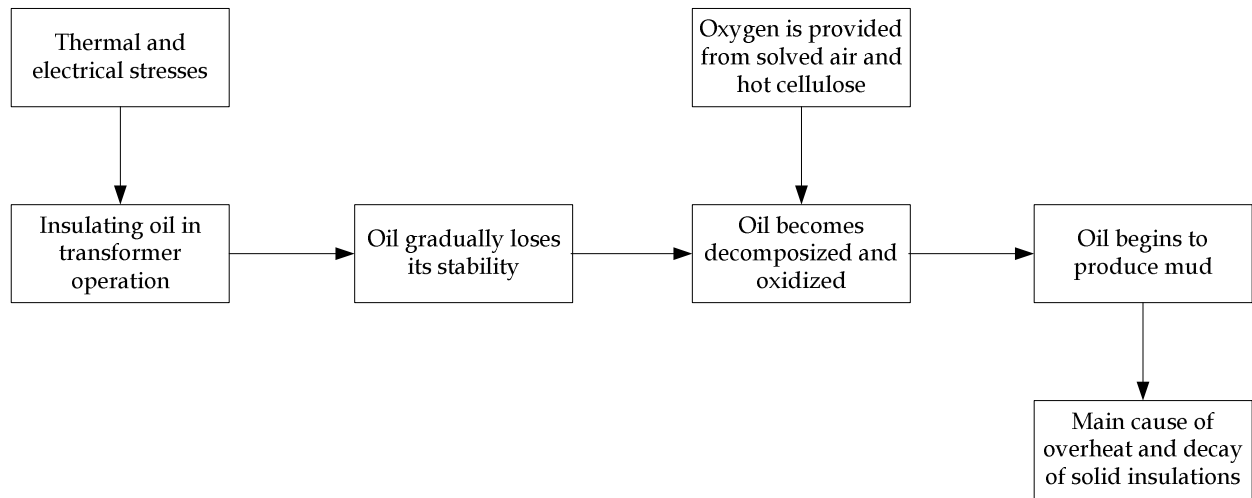 Thermal and
electrical stresses
Oxygen is provided
from solved air and
hot cellulose
Insulating oil in
transformer
operation
Oil gradually loses
its stability
Oil becomes
decomposized and
oxidized
Oil begins to
produce mud
Main cause of
overheat and decay
of solid insulations